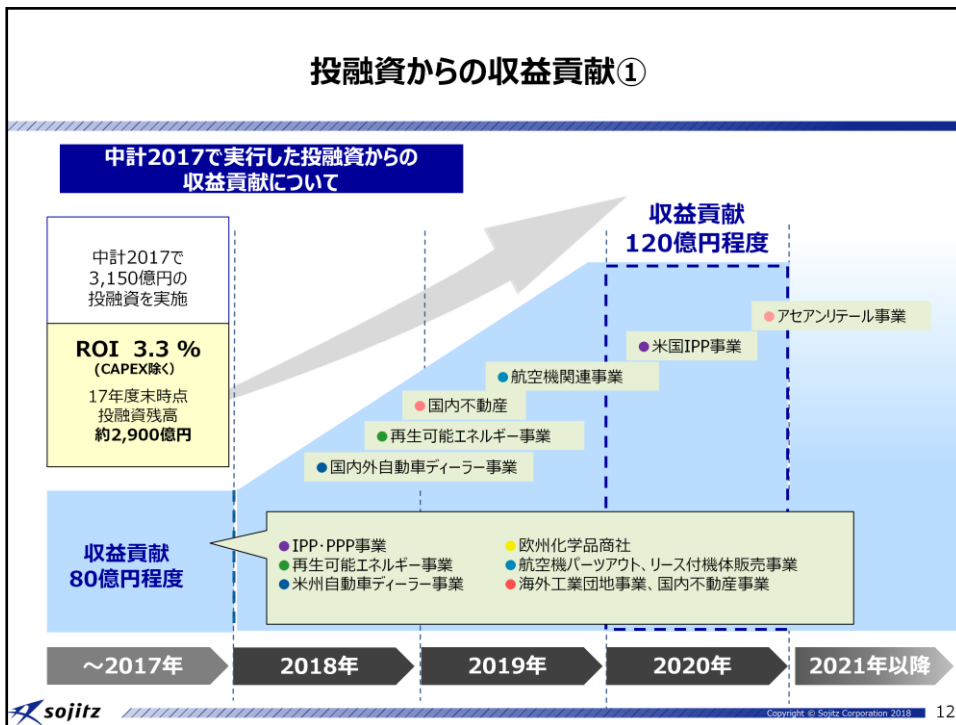 投融資からの収益貢献①
中計2017で実行した投融資からの
収益貢献について
中計2017で
3,150億円の
投融資を実施
ROI 3.3 %
(CAPEX除く)
17年度末時点
投融資残高
約2,900億円
収益貢献
120億円程度
●アセアンリテール事業
●米国IPP事業
●航空機関連事業
●国内不動産
●再生可能エネルギー事業
●国内外自動車ディーラー事業
収益貢献
80億円程度
●IPP・PPP事業
●再生可能エネルギー事業
●米州自動車ディーラー事業
●欧州化学品商社
●航空機パーツアウト、リース付機体販売事業
●海外工業団地事業、国内不動産事業
～2017年
2018年
2019年
2020年
2021年以降
sojitz
Copyright © Sojitz Corporation 2018
12